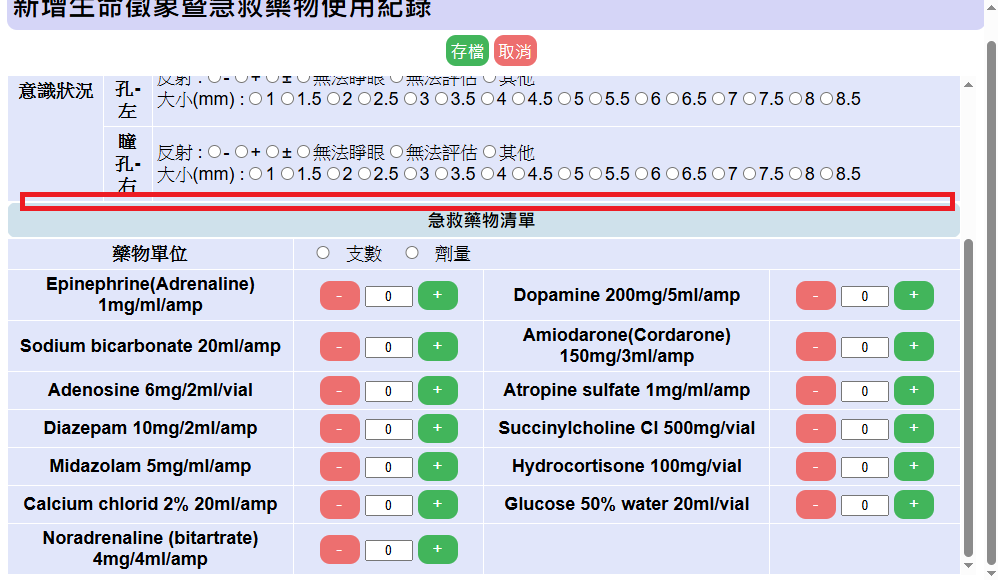 新增生命徵象暨急救藥物使用紀錄
存檔 取消
意識狀況
孔-左
反射 : - + ± 無法睜眼 無法評估 其他
大小(mm) : 1 1.5 2 2.5 3 3.5 4 4.5 5 5.5 6 6.5 7 7.5 8 8.5
瞳孔-右
反射 : - + ± 無法睜眼 無法評估 其他
大小(mm) : 1 1.5 2 2.5 3 3.5 4 4.5 5 5.5 6 6.5 7 7.5 8 8.5
急救藥物清單
藥物單位 支數 劑量
Epinephrine(Adrenaline) 1mg/ml/amp - 0 + Dopamine 200mg/5ml/amp - 0 +
Sodium bicarbonate 20ml/amp - 0 + Amiodarone(Cordarone) 150mg/3ml/amp - 0 +
Adenosine 6mg/2ml/vial - 0 + Atropine sulfate 1mg/ml/amp - 0 +
Diazepam 10mg/2ml/amp - 0 + Succinylcholine Cl 500mg/vial - 0 +
Midazolam 5mg/ml/amp - 0 + Hydrocortisone 100mg/vial - 0 +
Calcium chlorid 2% 20ml/amp - 0 + Glucose 50% water 20ml/vial - 0 +
Noradrenaline (bitartrate) 4mg/4ml/amp - 0 +